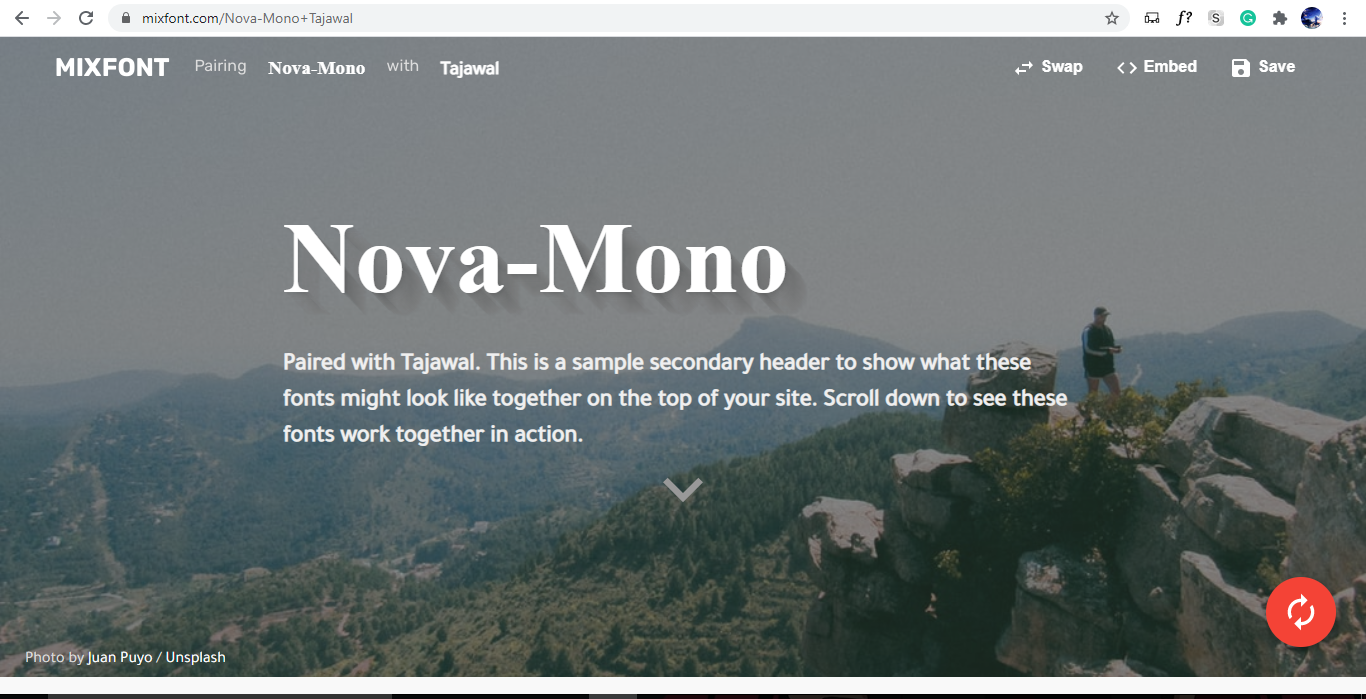 mixfont.com/Nova-Mono+Tajawal
f?
S
G
MIXFONT Pairing Nova-Mono with Tajawal
Swap Embed Save
Nova-Mono
Paired with Tajawal. This is a sample secondary header to show what these
fonts might look like together on the top of your site. Scroll down to see these
fonts work together in action.
Photo by Juan Puyo / Unsplash